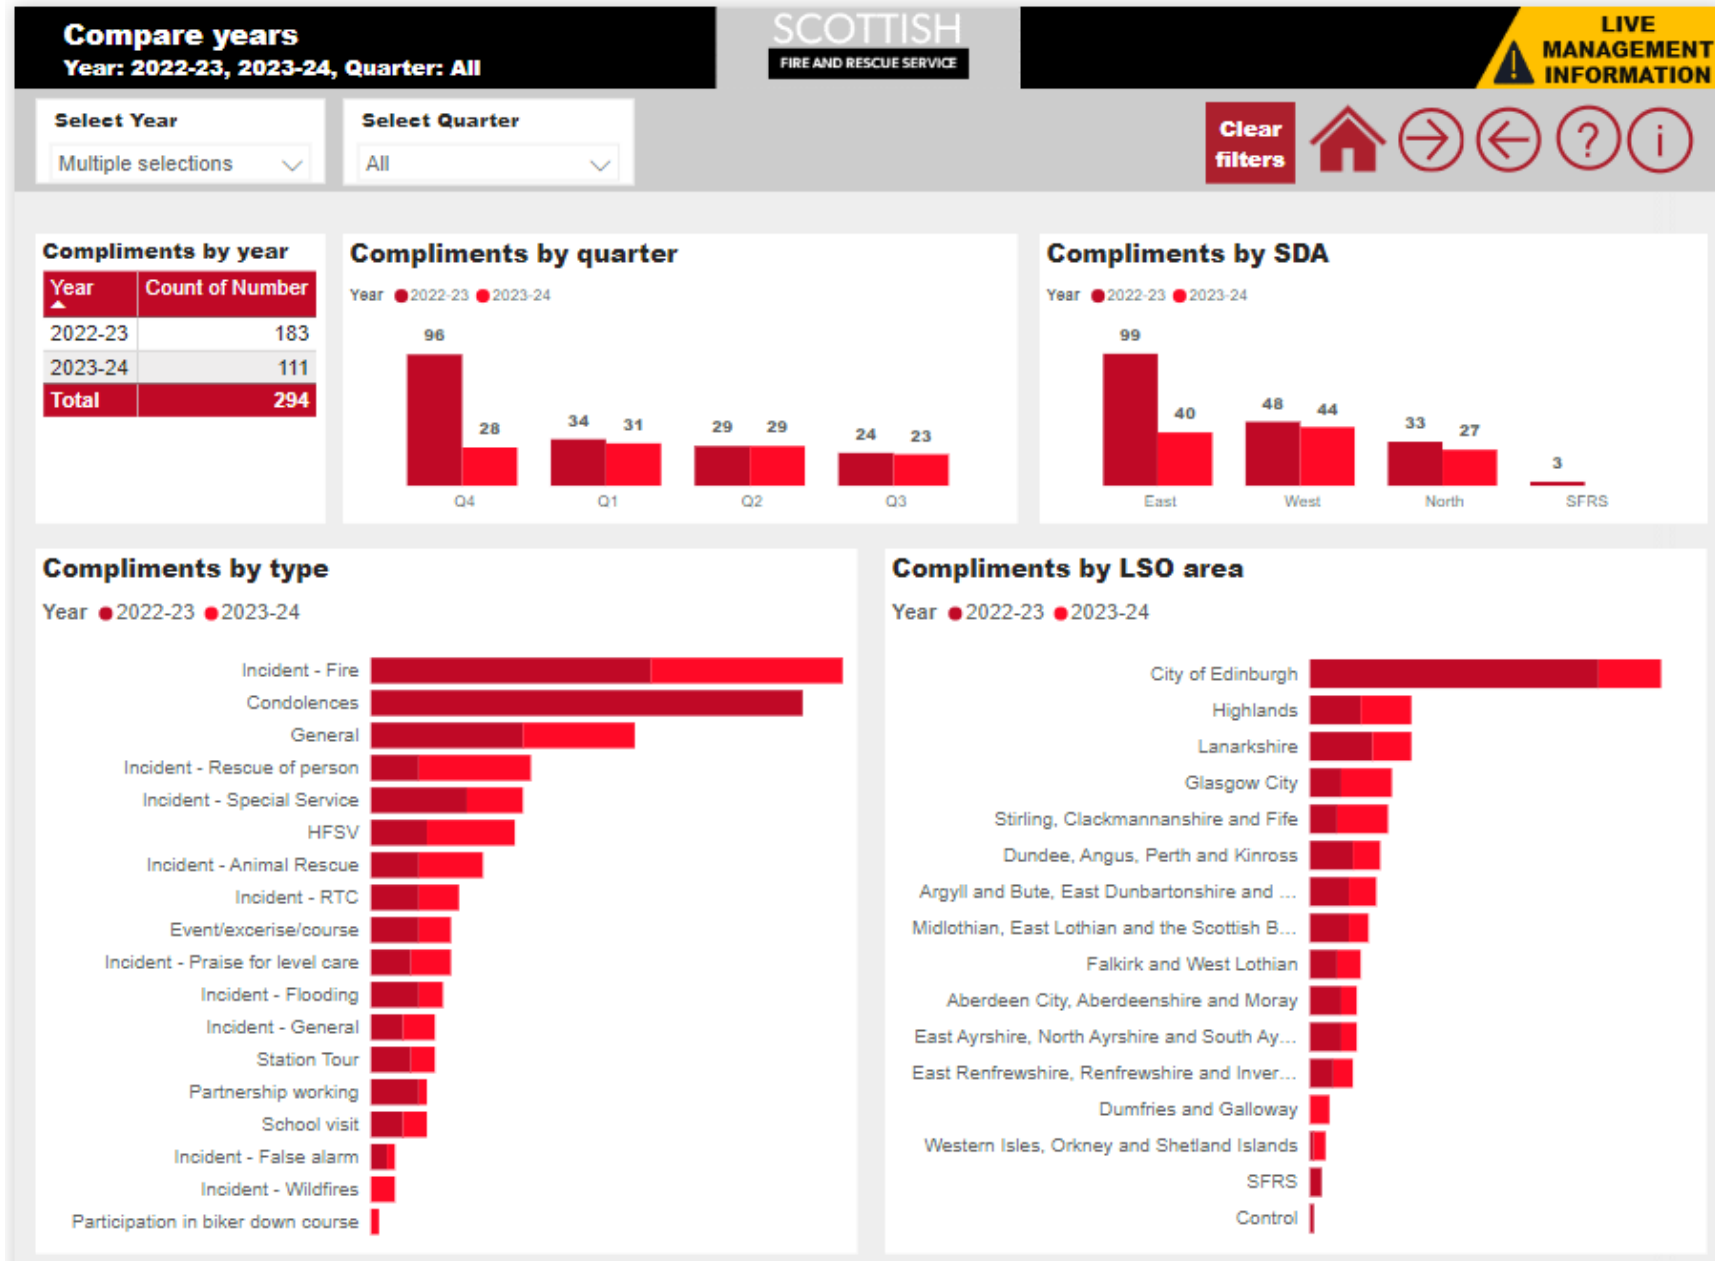 Compare years
Year: 2022-23, 2023-24, Quarter: All
SCOTTISH
FIRE AND RESCUE SERVICE
LIVE
MANAGEMENT
INFORMATION
Select Year
Multiple selections
Select Quarter
All
Clear
filters
?
i
Compliments by year
Year Count of Number
2022-23 183
2023-24 111
Total 294
Compliments by quarter
Year 2022-23 2023-24
96
28
34
31
29
29
24
23
Q4
Q1
Q2
Q3
Compliments by SDA
Year 2022-23 2023-24
99
40
48
44
33
27
3
East
West
North
SFRS
Compliments by type
Year 2022-23 2023-24
Incident - Fire
Condolences
General
Incident - Rescue of person
Incident - Special Service
HFSV
Incident - Animal Rescue
Incident - RTC
Event/excerise/course
Incident - Praise for level care
Incident - Flooding
Incident - General
Station Tour
Partnership working
School visit
Incident - False alarm
Incident - Wildfires
Participation in biker down course
Compliments by LSO area
Year 2022-23 2023-24
City of Edinburgh
Highlands
Lanarkshire
Glasgow City
Stirling, Clackmannanshire and Fife
Dundee, Angus, Perth and Kinross
Argyll and Bute, East Dunbartonshire and ...
Midlothian, East Lothian and the Scottish B...
Falkirk and West Lothian
Aberdeen City, Aberdeenshire and Moray
East Ayrshire, North Ayrshire and South Ay...
East Renfrewshire, Renfrewshire and Inver...
Dumfries and Galloway
Western Isles, Orkney and Shetland Islands
SFRS
Control